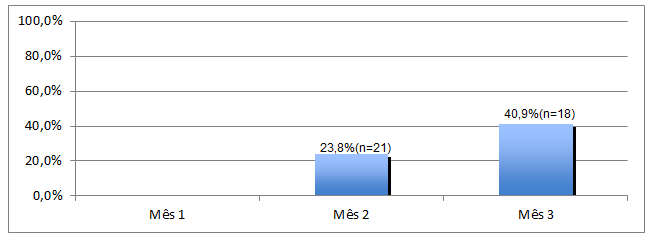 100,0%
80,0%
60,0%
40,0%
20,0%
0,0%
40,9%(n=18)
23,8%(n=21)
Mês 1
Mês 2
Mês 3